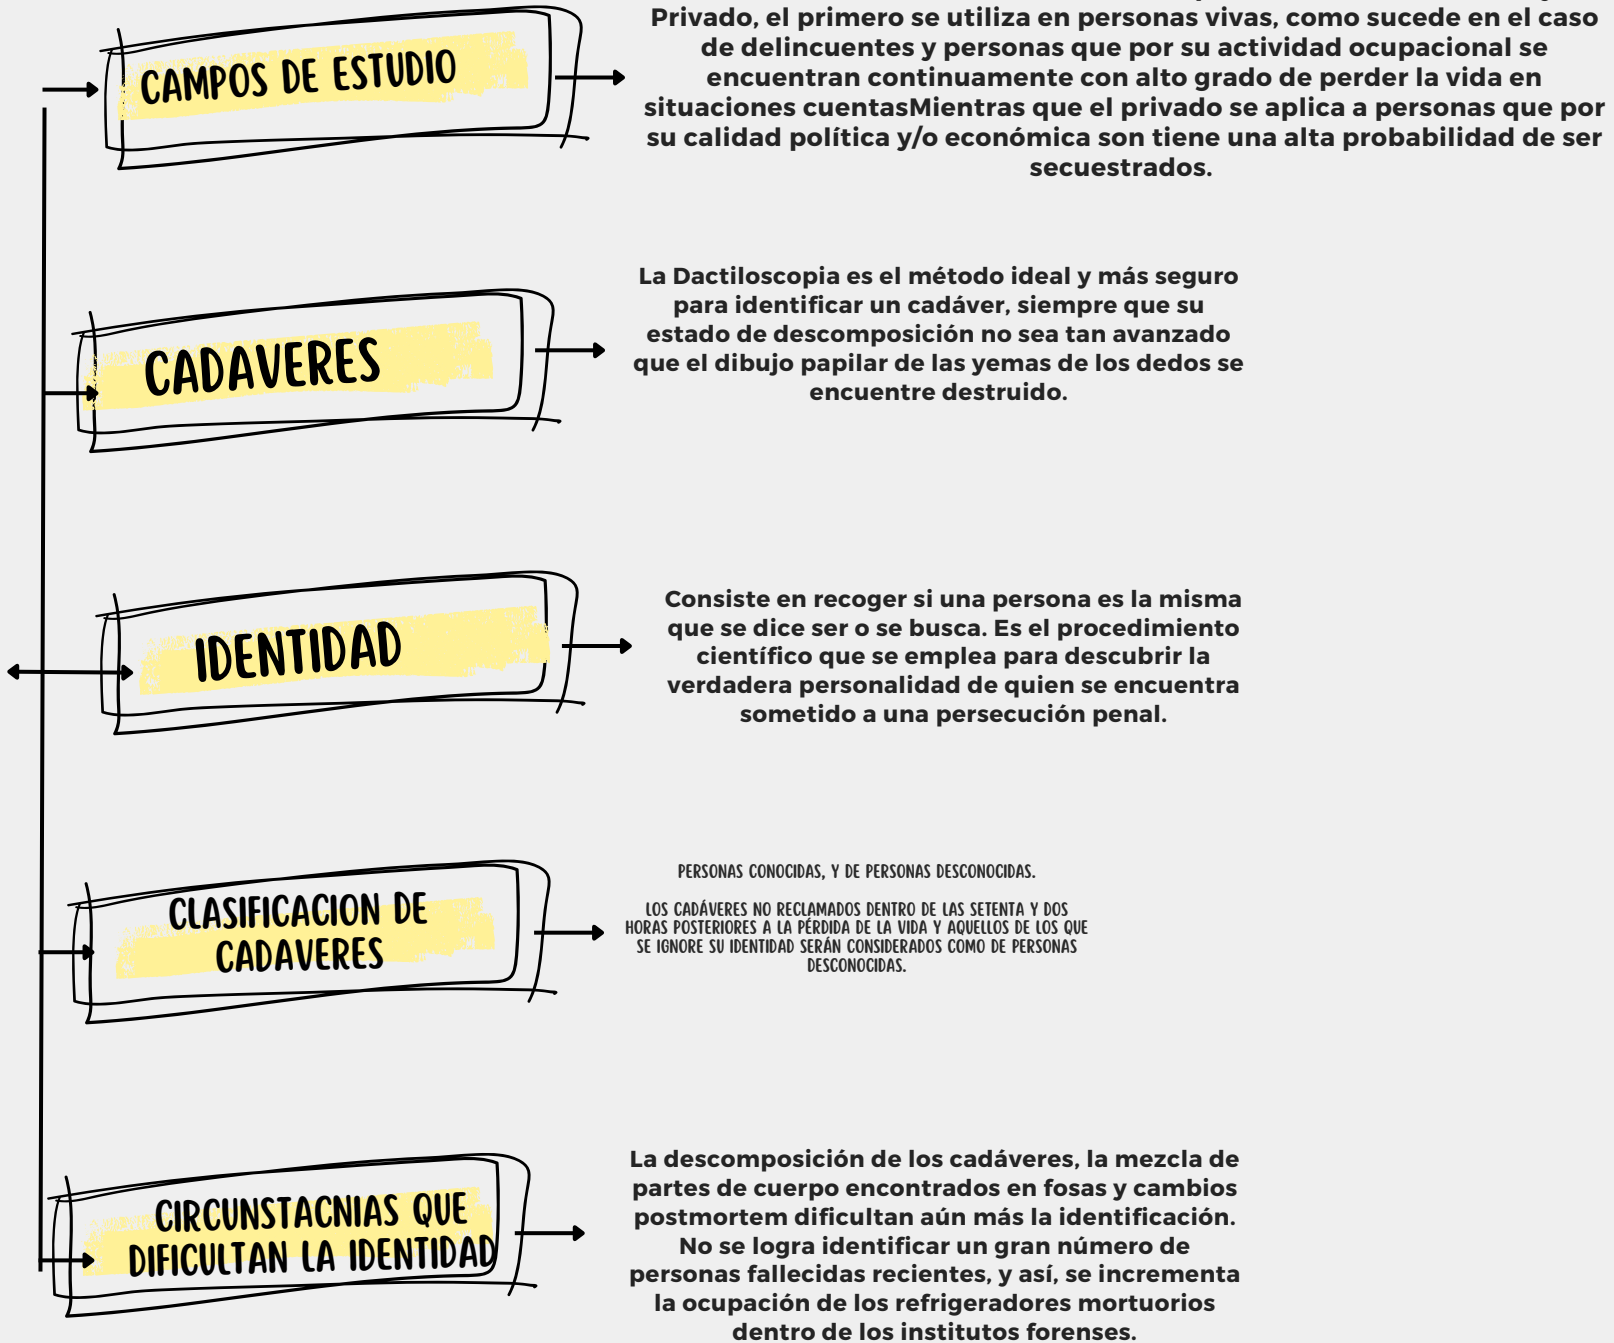 CAMPOS DE ESTUDIO
Privado, el primero se utiliza en personas vivas, como sucede en el caso
de delincuentes y personas que por su actividad ocupacional se
encuentran continuamente con alto grado de perder la vida en
situaciones cuentasMientras que el privado se aplica a personas que por
su calidad política y/o económica son tiene una alta probabilidad de ser
secuestrados.
CADAVERES
La Dactiloscopia es el método ideal y más seguro
para identificar un cadáver, siempre que su
estado de descomposición no sea tan avanzado
que el dibujo papilar de las yemas de los dedos se
encuentre destruido.
IDENTIDAD
Consiste en recoger si una persona es la misma
que se dice ser o se busca. Es el procedimiento
científico que se emplea para descubrir la
verdadera personalidad de quien se encuentra
sometido a una persecución penal.
CLASIFICACION DE
CADAVERES
PERSONAS CONOCIDAS, Y DE PERSONAS DESCONOCIDAS.
LOS CADÁVERES NO RECLAMADOS DENTRO DE LAS SETENTA Y DOS
HORAS POSTERIORES A LA PÉRDIDA DE LA VIDA Y AQUELLOS DE LOS QUE
SE IGNORE SU IDENTIDAD SERÁN CONSIDERADOS COMO DE PERSONAS
DESCONOCIDAS.
CIRCUNSTACNIAS QUE
DIFICULTAN LA IDENTIDAD
La descomposición de los cadáveres, la mezcla de
partes de cuerpo encontrados en fosas y cambios
postmortem dificultan aún más la identificación.
No se logra identificar un gran número de
personas fallecidas recientes, y así, se incrementa
la ocupación de los refrigeradores mortuorios
dentro de los institutos forenses.